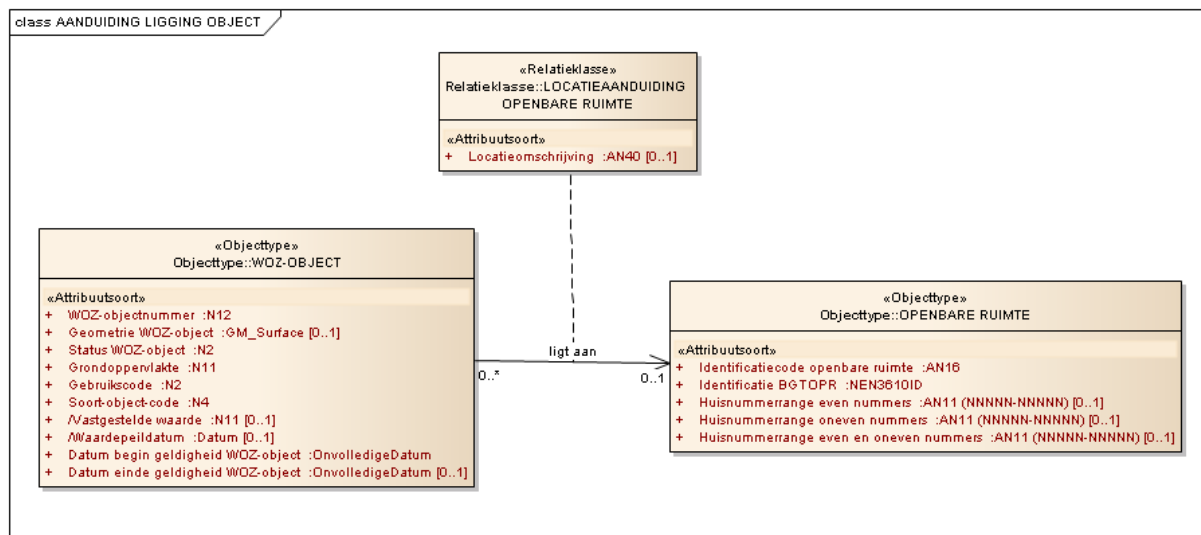 class AANDUIDING LIGGING OBJECT
«Relatieklasse»
Relatieklasse::LOCATIEAANDUIDING
OPENBARE RUIMTE
«Attribuutsoort»
+ Locatieomschrijving :AN40 [0..1]
«Objecttype»
Objecttype::WOZ-OBJECT
«Attribuutsoort»
+ WOZ-objectnummer :N12
+ Geometrie WOZ-object :GM_Surface [0..1]
+ Status WOZ-object :N2
+ Grondoppervlakte :N11
+ Gebruikscode :N2
+ Soort-object-code :N4
+ /Vastgestelde waarde :N11 [0..1]
+ /Waardepeildatum :Datum [0..1]
+ Datum begin geldigheid WOZ-object :OnvolledigeDatum
+ Datum einde geldigheid WOZ-object :OnvolledigeDatum [0..1]
ligt aan
0..*
0..1
«Objecttype»
Objecttype::OPENBARE RUIMTE
«Attribuutsoort»
+ Identificatiecode openbare ruimte :AN16
+ Identificatie BGTOPR :NEN3610ID
+ Huisnummerrange even nummers :AN11 (NNNNN-NNNNN) [0..1]
+ Huisnummerrange oneven nummers :AN11 (NNNNN-NNNNN) [0..1]
+ Huisnummerrange even en oneven nummers :AN11 (NNNNN-NNNNN) [0..1]